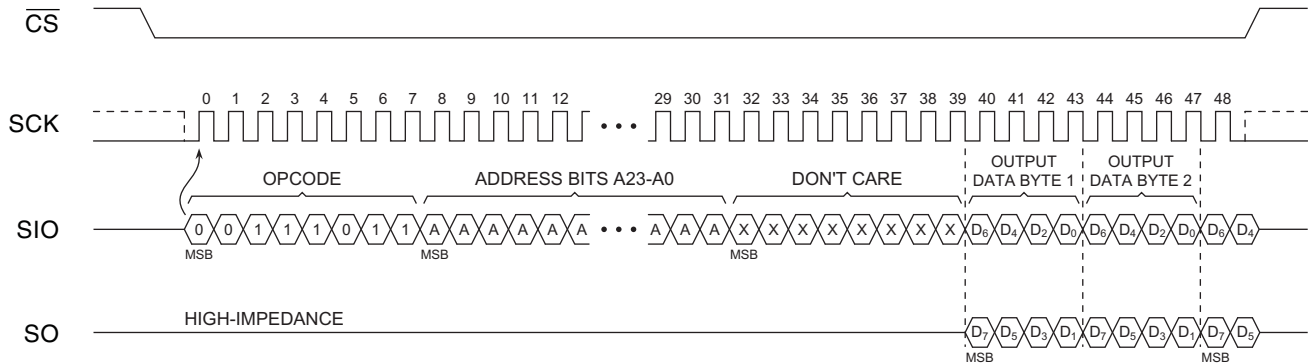 CS
SCK
0 1 2 3 4 5 6 7 8 9 10 11 12 29 30 31 32 33 34 35 36 37 38 39 40 41 42 43 44 45 46 47 48
OPCODE
ADDRESS BITS A23-A0
DON'T CARE
OUTPUT
DATA BYTE 1
OUTPUT
DATA BYTE 2
SIO
0 0 1 1 1 0 1 1 A A A A A A A A A X X X X X X X X D6 D4 D2 D0 D6 D4 D2 D0 D6 D4
MSB MSB MSB
SO
HIGH-IMPEDANCE
D7 D5 D3 D1 D7 D5 D3 D1 D7 D5
MSB MSB